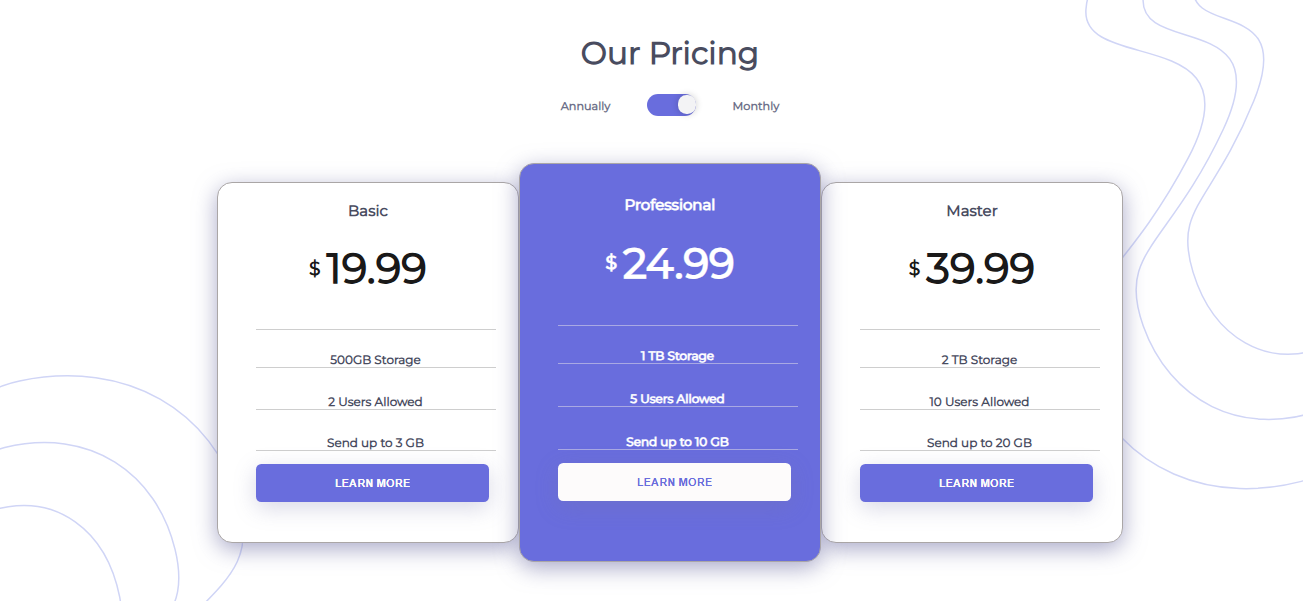 Our Pricing
Annually Monthly
Basic
$ 19.99
500GB Storage
2 Users Allowed
Send up to 3 GB
LEARN MORE
Professional
$ 24.99
1 TB Storage
5 Users Allowed
Send up to 10 GB
LEARN MORE
Master
$ 39.99
2 TB Storage
10 Users Allowed
Send up to 20 GB
LEARN MORE